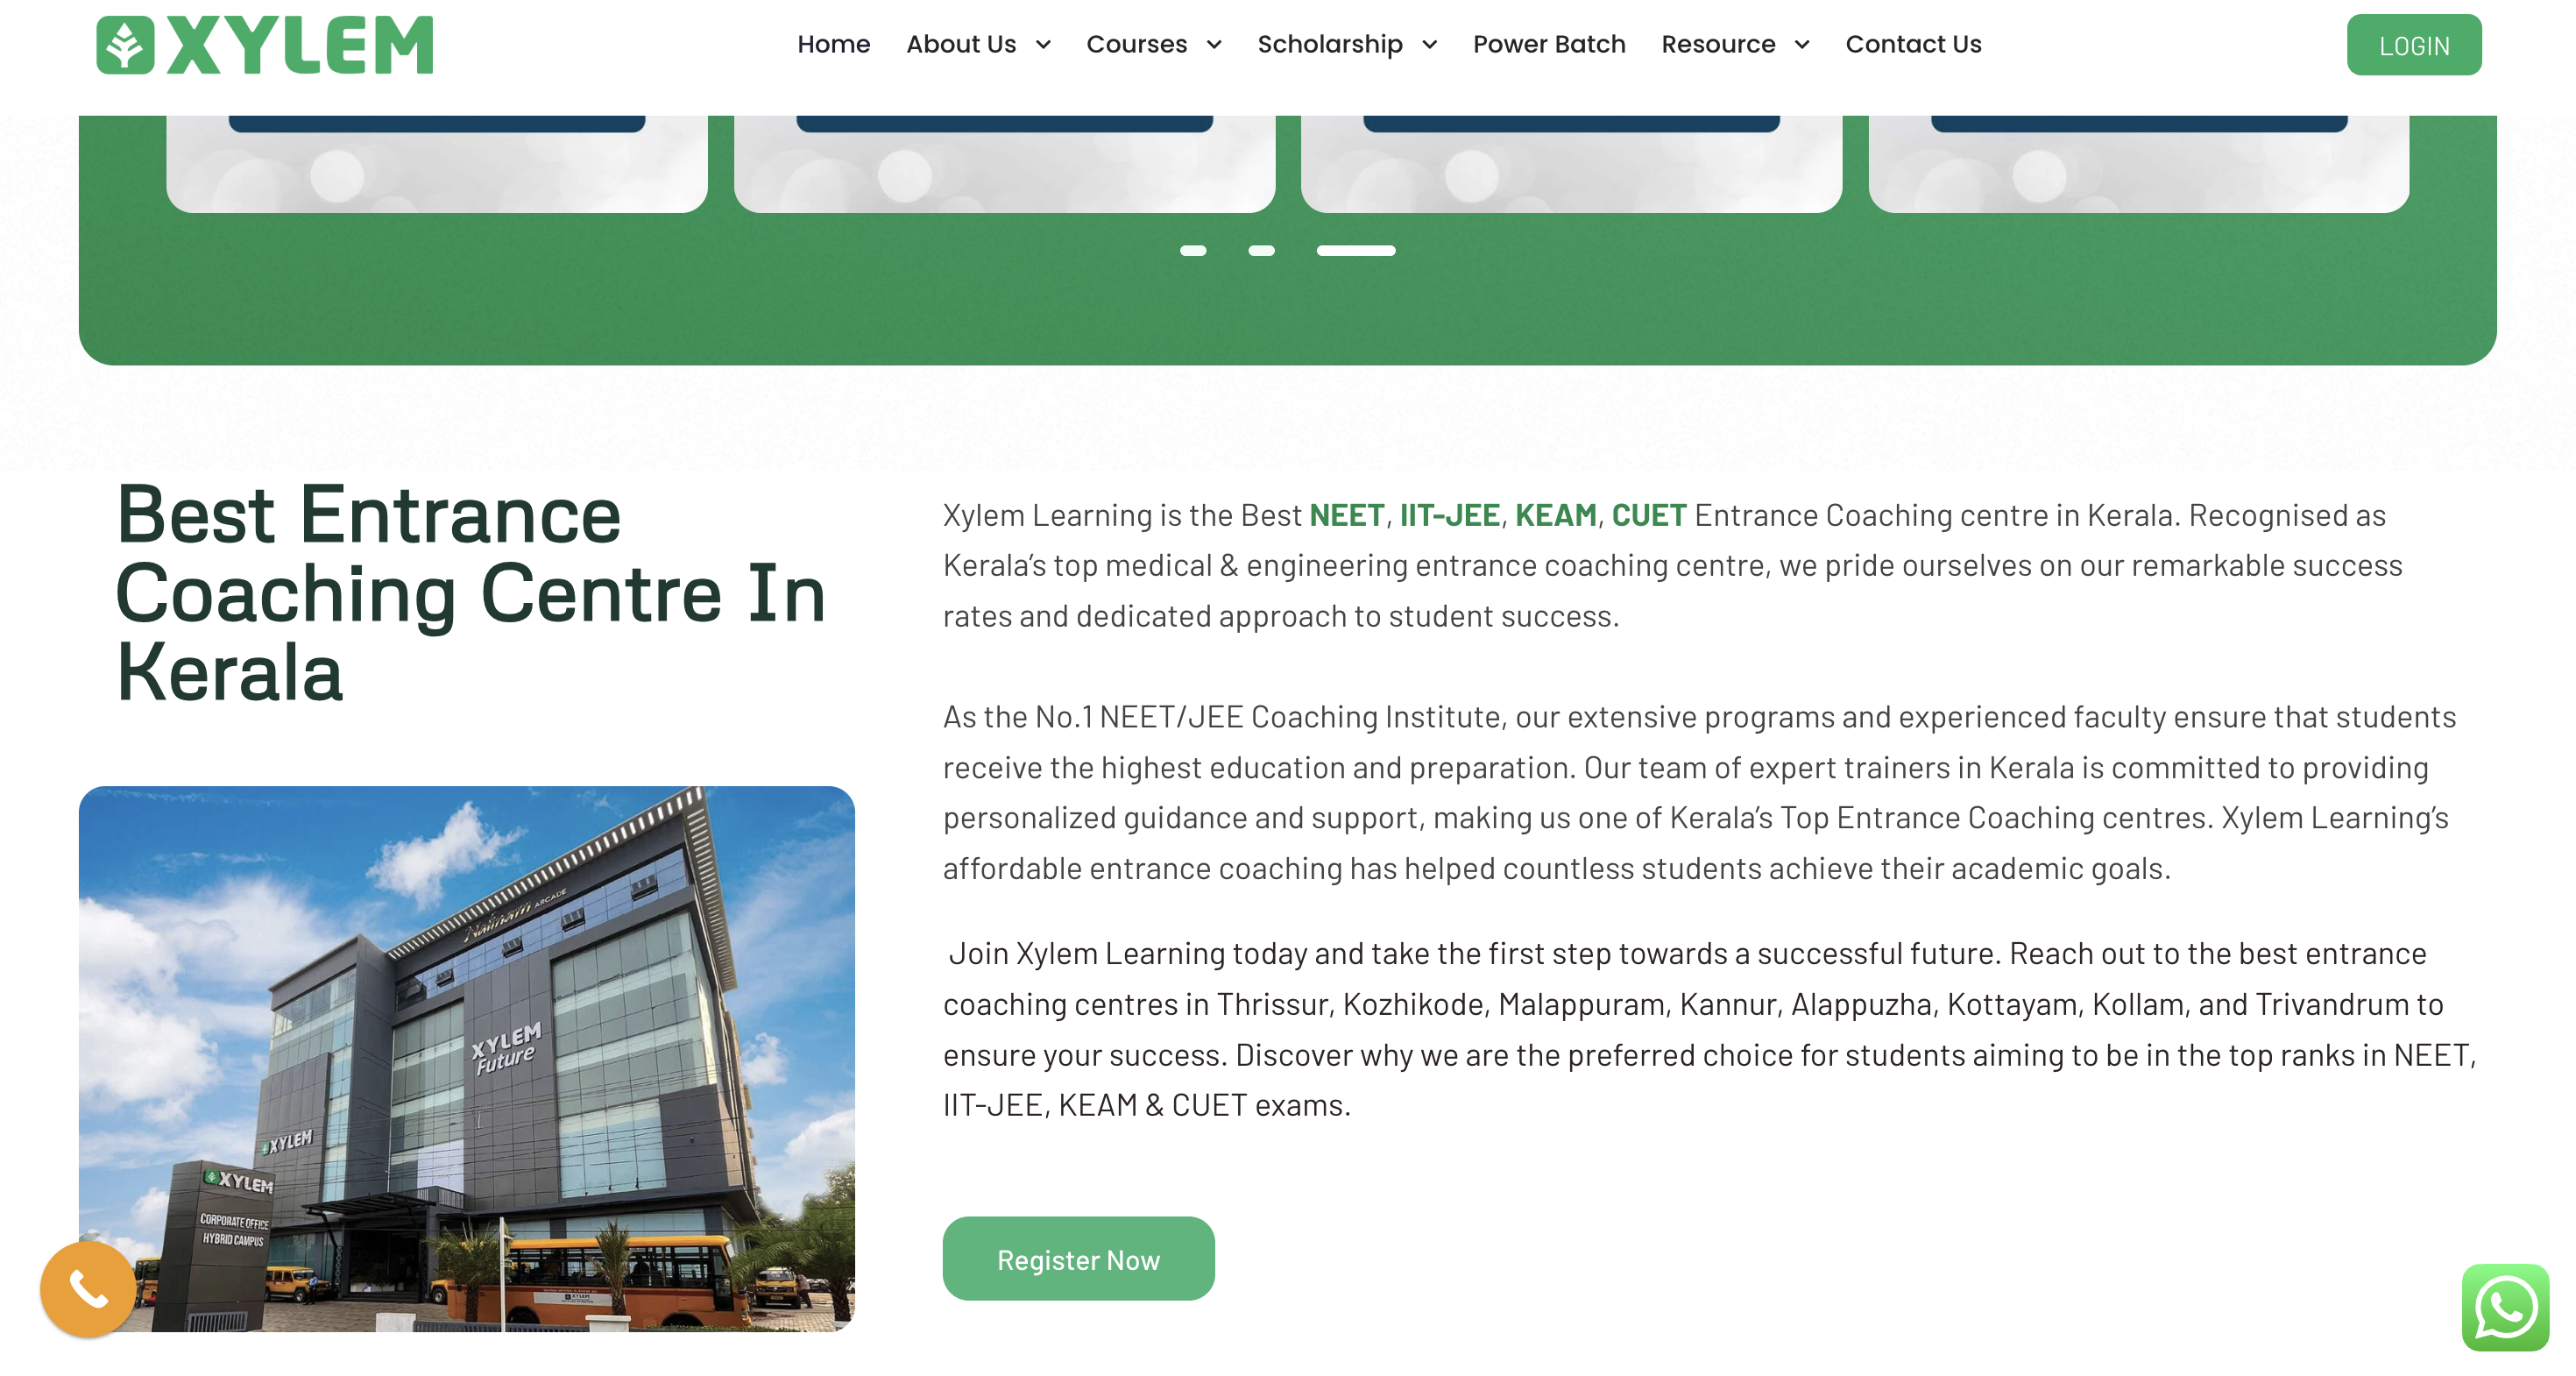 XYLEM
Home
About Us
Courses
Scholarship
Power Batch
Resource
Contact Us
LOGIN
Best Entrance
Coaching Centre In
Kerala
Xylem Learning is the Best NEET, IIT-JEE, KEAM, CUET Entrance Coaching centre in Kerala. Recognised as
Kerala’s top medical & engineering entrance coaching centre, we pride ourselves on our remarkable success
rates and dedicated approach to student success.
As the No.1 NEET/JEE Coaching Institute, our extensive programs and experienced faculty ensure that students
receive the highest education and preparation. Our team of expert trainers in Kerala is committed to providing
personalized guidance and support, making us one of Kerala’s Top Entrance Coaching centres. Xylem Learning’s
affordable entrance coaching has helped countless students achieve their academic goals.
Join Xylem Learning today and take the first step towards a successful future. Reach out to the best entrance
coaching centres in Thrissur, Kozhikode, Malappuram, Kannur, Alappuzha, Kottayam, Kollam, and Trivandrum to
ensure your success. Discover why we are the preferred choice for students aiming to be in the top ranks in NEET,
IIT-JEE, KEAM & CUET exams.
Register Now
ARCADE
XYLEM
Future
XYLEM
XYLEM
CORPORATE OFFICE
HYBRID CAMPUS
XYLEM